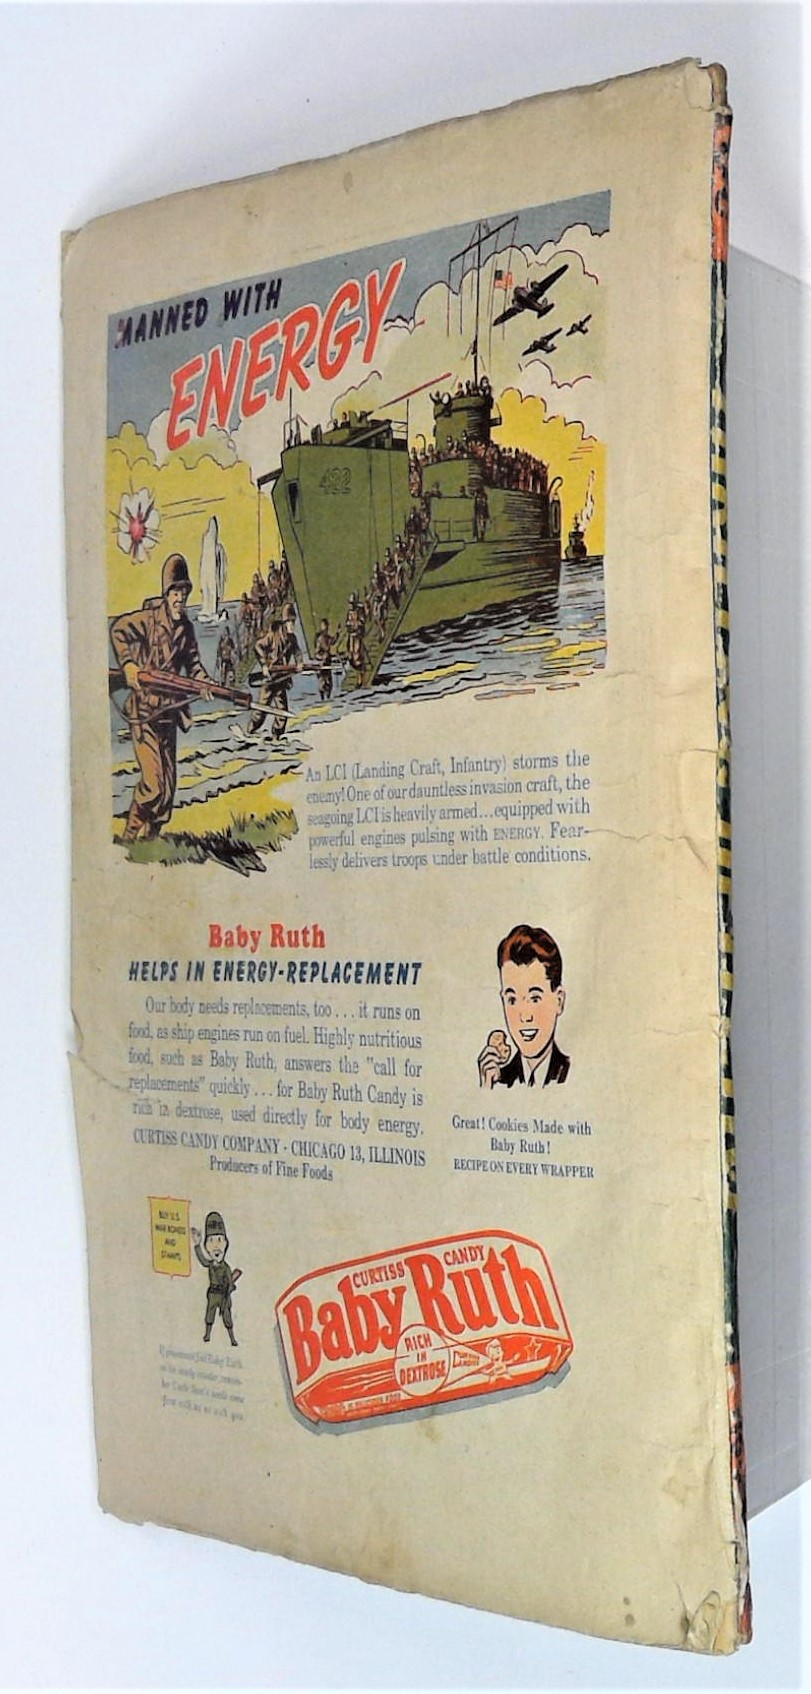 MANNED WITH
ENERGY
422
An LCI (Landing Craft, Infantry) storms the
enemy! One of our dauntless invasion craft, the
seagoing LCI is heavily armed...equipped with
powerful engines pulsing with ENERGY. Fear-
lessly delivers troops under battle conditions.
Baby Ruth
HELPS IN ENERGY-REPLACEMENT
Our body needs replacements, too . . . it runs on
food, as ship engines run on fuel. Highly nutritious
food, such as Baby Ruth, answers the "call for
replacements" quickly . . . for Baby Ruth Candy is
rich in dextrose, used directly for body energy.
CURTISS CANDY COMPANY - CHICAGO 13, ILLINOIS
Producers of Fine Foods
Great! Cookies Made with
Baby Ruth!
RECIPE ON EVERY WRAPPER
BUY U.S.
WAR BONDS
AND
STAMPS
CURTISS CANDY
Baby Ruth
RICH
IN
DEXTROSE